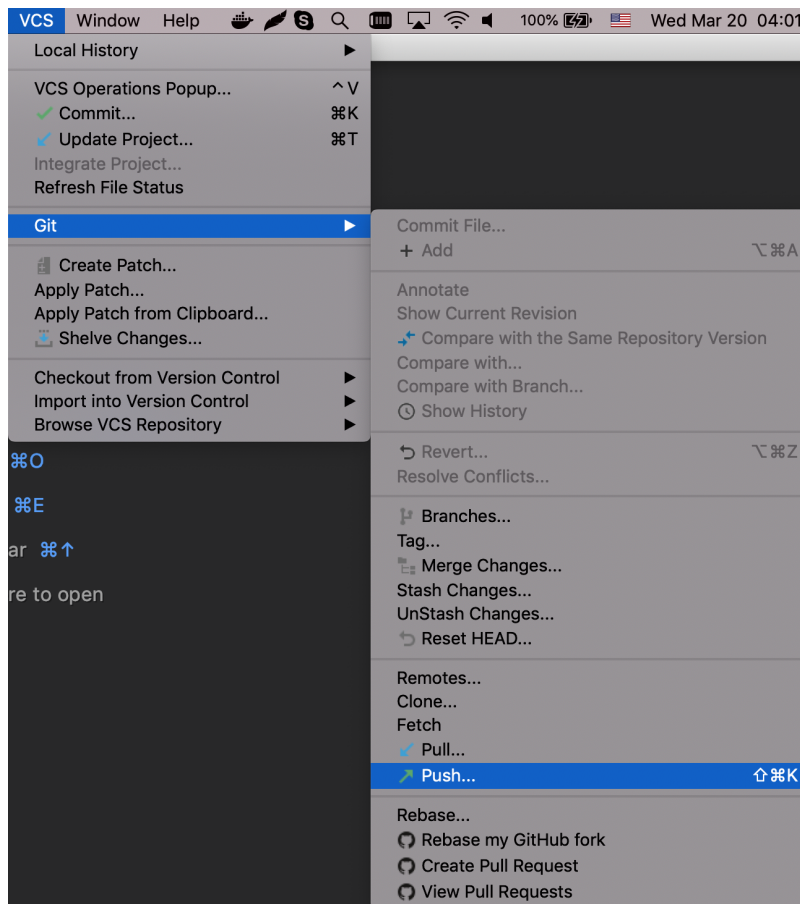 VCS Window Help 100% Wed Mar 20 04:01
Local History
VCS Operations Popup... ^V
Commit... ⌘K
Update Project... ⌘T
Integrate Project...
Refresh File Status
Git
Create Patch...
Apply Patch...
Apply Patch from Clipboard...
Shelve Changes...
Checkout from Version Control
Import into Version Control
Browse VCS Repository
⌘O
⌘E
ar ⌘↑
re to open
Commit File...
+ Add ⌥⌘A
Annotate
Show Current Revision
Compare with the Same Repository Version
Compare with...
Compare with Branch...
Show History
Revert... ⌥⌘Z
Resolve Conflicts...
Branches...
Tag...
Merge Changes...
Stash Changes...
UnStash Changes...
Reset HEAD...
Remotes...
Clone...
Fetch
Pull...
Push... ⇧⌘K
Rebase...
Rebase my GitHub fork
Create Pull Request
View Pull Requests